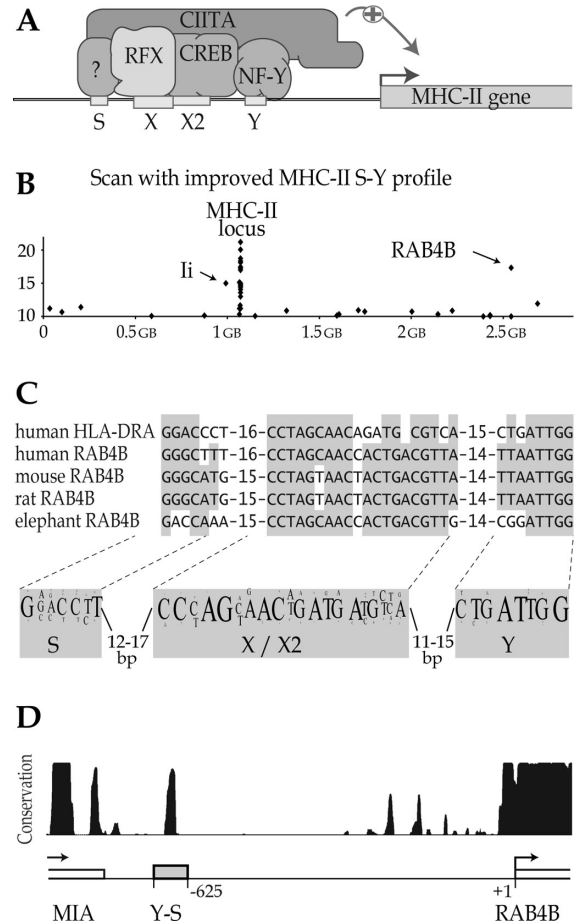 A
CIITA
?
RFX
CREB
NF-Y
+
S X X2 Y
MHC-II gene
B
Scan with improved MHC-II S-Y profile
MHC-II
locus
Ii
RAB4B
20
15
10
0 0.5GB 1GB 1.5GB 2GB 2.5GB
C
human HLA-DRA GGACCCT-16-CCTAGCAACAGATG CGTCA-15-CTGATTGG
human RAB4B GGGCTTT-16-CCTAGCAACCACTGACGTTA-14-TTAATTGG
mouse RAB4B GGGCATG-15-CCTAGTAACTACTGACGTTA-14-TTAATTGG
rat RAB4B GGGCATG-15-CCTAGTAACTACTGACGTTA-14-TTAATTGG
elephant RAB4B GACCAAA-15-CCTAGCAACCACTGACGTTG-14-CGGATTGG
S
12-17
bp
X / X2
11-15
bp
CTGATTGG
Y
D
Conservation
-625
+1
MIA
Y-S
RAB4B